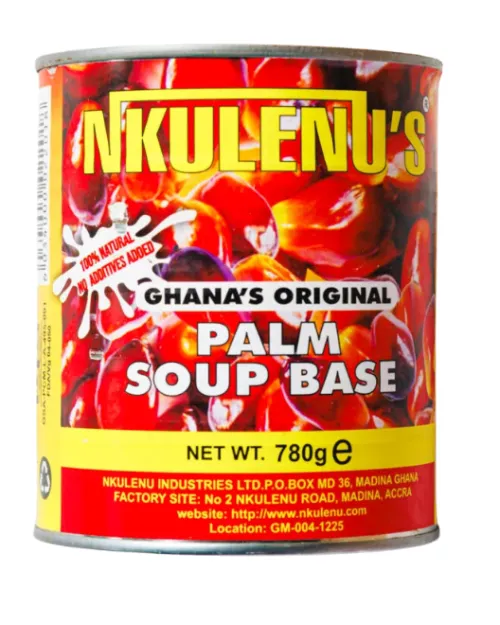 NKULENU'S®
100% NATURAL
NO ADDITIVES ADDED
GHANA'S ORIGINAL
PALM
SOUP BASE
NET WT. 780g e
NKULENU INDUSTRIES LTD.P.O.BOX MD 36, MADINA GHANA
FACTORY SITE: No 2 NKULENU ROAD, MADINA, ACCRA
website: http://www.nkulenu.com
Location: GM-004-1225